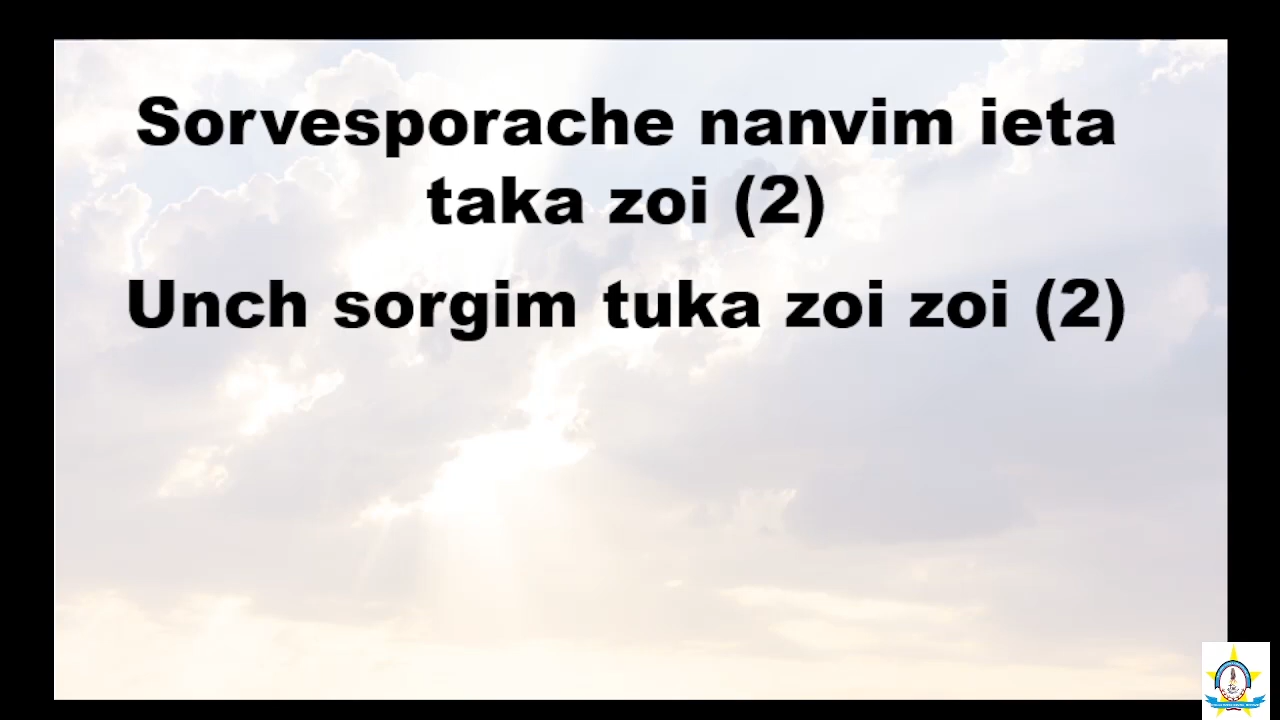 Sorvesporache nanvim ieta
taka zoi (2)
Unch sorgim tuka zoi zoi (2)